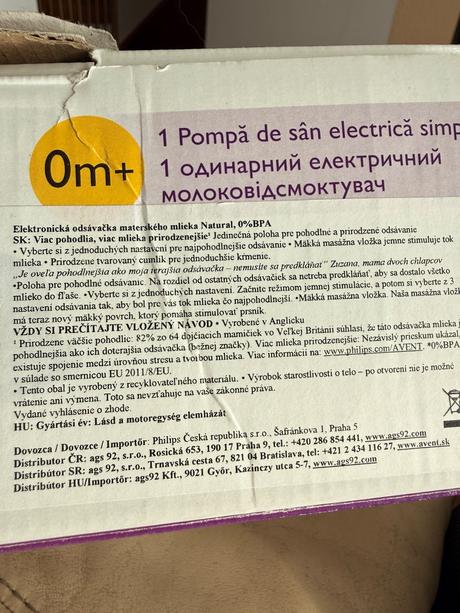 0m+
1 Pompă de sân electrică simp
1 одинарний електричний
молоковідсмоктувач
Elektronická odsávačka materského mlieka Natural, 0%BPA
SK: Viac pohodlia, viac mlieka prirodzenejšie¹ Jedinečná poloha pre pohodlné a prirodzené odsávanie
• Vyberte si z jednoduchých nastavení pre najpohodlnejšie odsávanie • Mäkká masážna vložka jemne stimuluje tok
mlieka • Prirodzene tvarovaný cumlík pre jednoduchšie kŕmenie.
„Je oveľa pohodlnejšia ako moja terajšia odsávačka – nemusíte sa predkláňať" Zuzana, mama dvoch chlapcov
•Poloha pre pohodlné odsávanie. Na rozdiel od ostatných odsávačiek sa netreba predkláňať, aby sa dostalo všetko
mlieko do fľaše. •Vyberte si z jednoduchých nastavení. Začnite režimom jemnej stimulácie, a potom si vyberte z 3
nastavení odsávania tak, aby bol pre vás tok mlieka čo najpohodlnejší. •Mäkká masážna vložka. Naša masážna vložk
má teraz nový mäkký povrch, ktorý pomáha stimulovať prsník.
VŽDY SI PREČÍTAJTE VLOŽENÝ NÁVOD • Vyrobené v Anglicku
¹ Prirodzene väčšie pohodlie: 82% zo 64 dojčiacich mamičiek vo Veľkej Británii súhlasí, že táto odsávačka mlieka j
pohodlnejšia ako ich doterajšia odsávačka (bežnej značky). Viac mlieka prirodzenejšie: Nezávislý prieskum ukázal,
existuje spojenie medzi úrovňou stresu a tvorbou mlieka. Viac informácií na: www.philips.com/AVENT. *0%BPA
v súlade so smernicou EU 2011/8/EU.
• Tento obal je vyrobený z recyklovateľného materálu. • Výrobok starostlivosti o telo – po otvorení nie je možné
vrátenie ani výmena. Toto sa nevzťahuje na vaše zákonné práva.
Vydané vyhlásenie o zhode.
HU: Gyártási év: Lásd a motoregység elemházát
Dovozca / Dovozce / Importőr: Philips Česká republika s.r.o., Šafránkova 1, Praha 5
Distributor ČR: ags 92, s.r.o., Rosická 653, 190 17 Praha 9, tel.: +420 286 854 441, www.ags92.com
Distribútor SR: ags 92, s.r.o., Trnavská cesta 67, 821 04 Bratislava, tel: +421 2 434 116 27, www.avent.sk
Distribútor HU/Importőr: ags92 Kft., 9021 Győr, Kazinczy utca 5-7, www.ags92.com